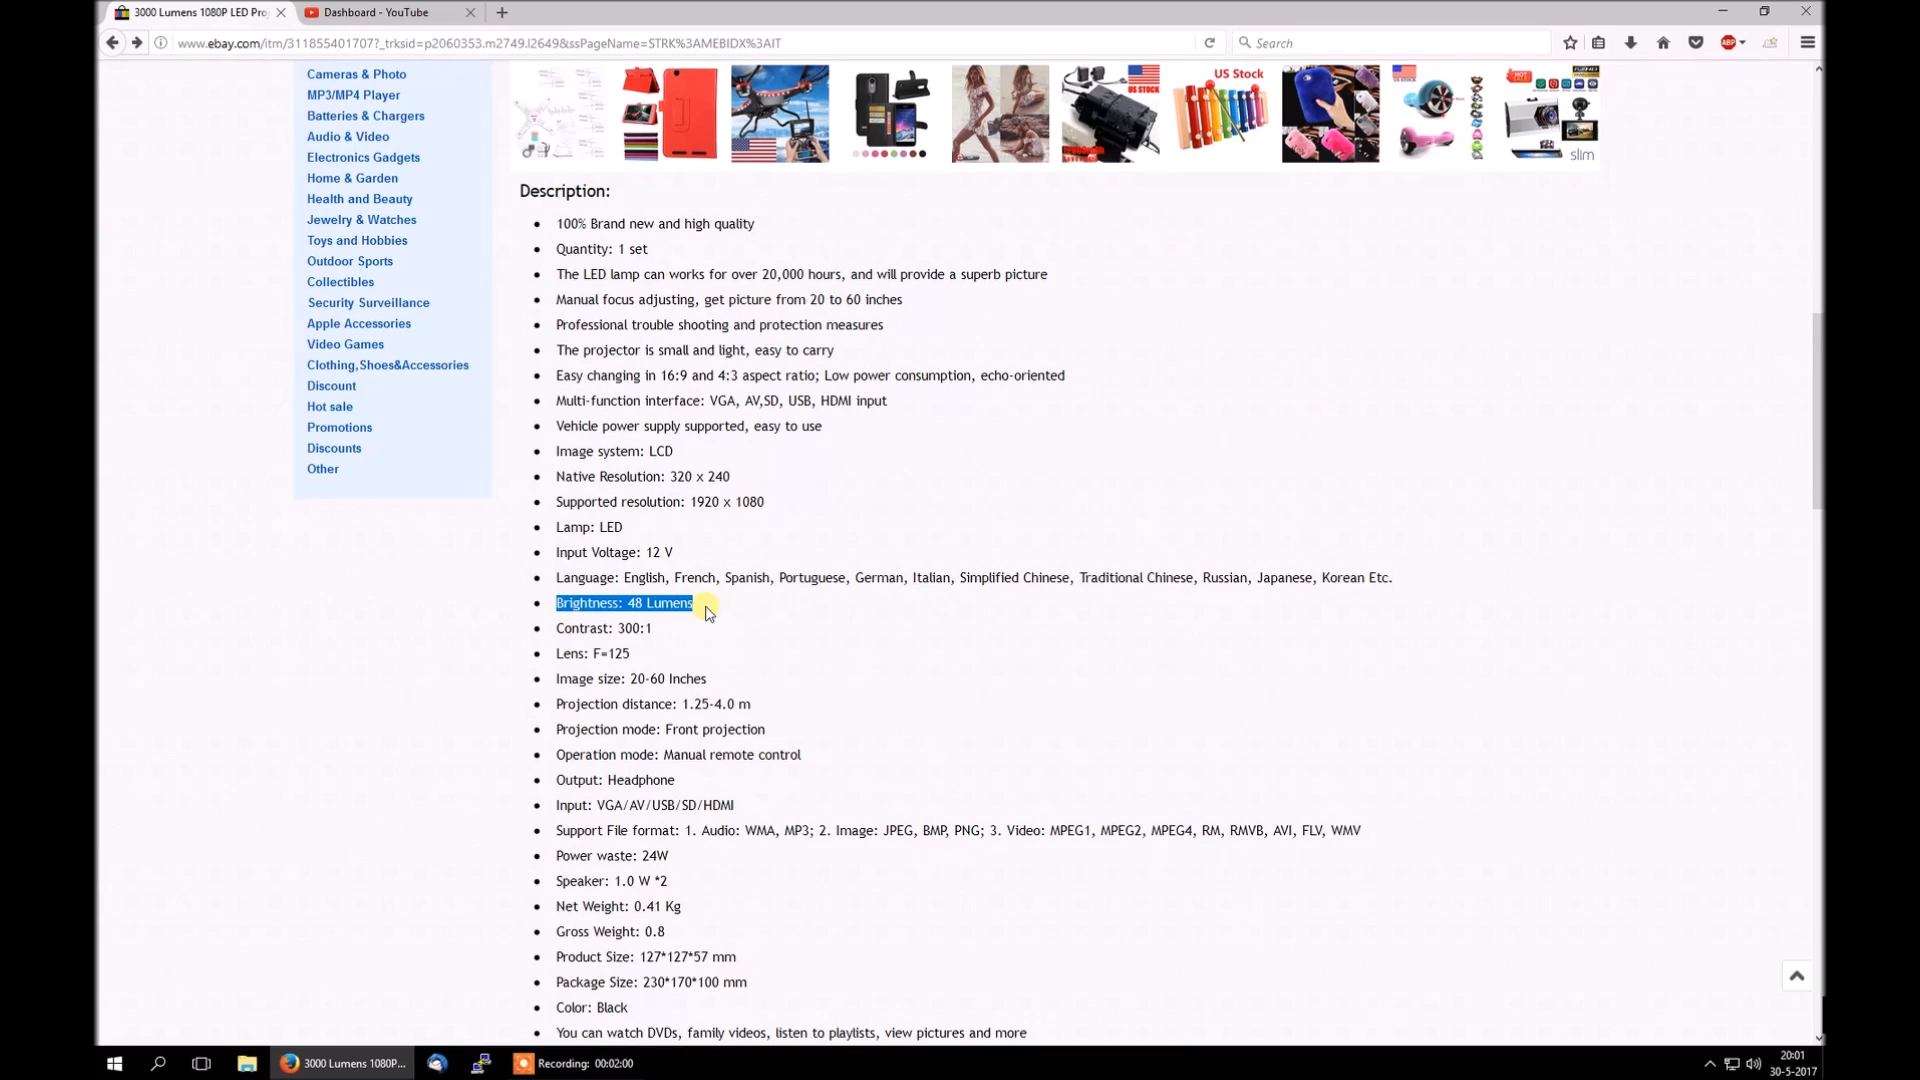 3000 Lumens 1080P LED Pro
Dashboard - YouTube
www.ebay.com/itm/311855401707?_trksid=p2060353.m2749.l2649&ssPageName=STRK%3AMEBIDX%3AIT
Search
ABP
Cameras & Photo
MP3/MP4 Player
Batteries & Chargers
Audio & Video
Electronics Gadgets
Home & Garden
Health and Beauty
Jewelry & Watches
Toys and Hobbies
Outdoor Sports
Collectibles
Security Surveillance
Apple Accessories
Video Games
Clothing,Shoes&Accessories
Discount
Hot sale
Promotions
Discounts
Other
US STOCK
US Stock
HOT
slim
Description:
100% Brand new and high quality
Quantity: 1 set
The LED lamp can works for over 20,000 hours, and will provide a superb picture
Manual focus adjusting, get picture from 20 to 60 inches
Professional trouble shooting and protection measures
The projector is small and light, easy to carry
Easy changing in 16:9 and 4:3 aspect ratio; Low power consumption, echo-oriented
Multi-function interface: VGA, AV,SD, USB, HDMI input
Vehicle power supply supported, easy to use
Image system: LCD
Native Resolution: 320 x 240
Supported resolution: 1920 x 1080
Lamp: LED
Input Voltage: 12 V
Language: English, French, Spanish, Portuguese, German, Italian, Simplified Chinese, Traditional Chinese, Russian, Japanese, Korean Etc.
Brightness: 48 Lumens
Contrast: 300:1
Lens: F=125
Image size: 20-60 Inches
Projection distance: 1.25-4.0 m
Projection mode: Front projection
Operation mode: Manual remote control
Output: Headphone
Input: VGA/AV/USB/SD/HDMI
Support File format: 1. Audio: WMA, MP3; 2. Image: JPEG, BMP, PNG; 3. Video: MPEG1, MPEG2, MPEG4, RM, RMVB, AVI, FLV, WMV
Power waste: 24W
Speaker: 1.0 W *2
Net Weight: 0.41 Kg
Gross Weight: 0.8
Product Size: 127*127*57 mm
Package Size: 230*170*100 mm
Color: Black
You can watch DVDs, family videos, listen to playlists, view pictures and more
3000 Lumens 1080P...
Recording: 00:02:00
20:01
30-5-2017